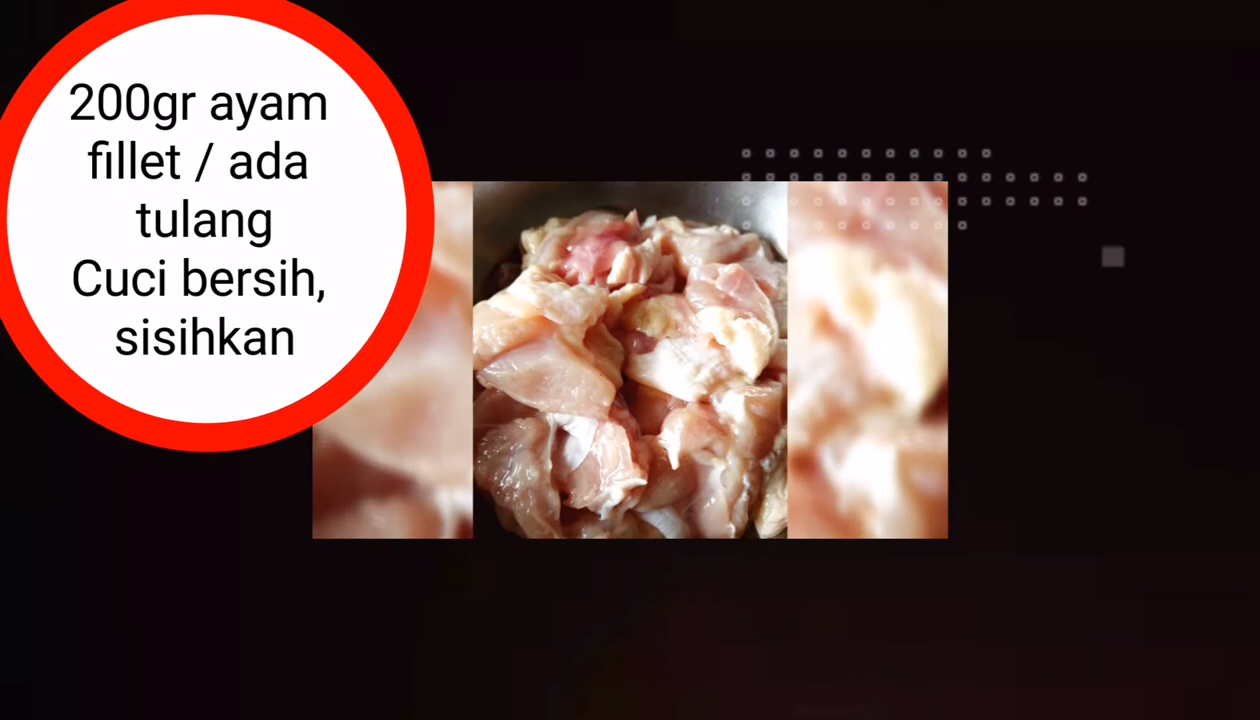 200gr ayam
fillet / ada
tulang
Cuci bersih,
sisihkan